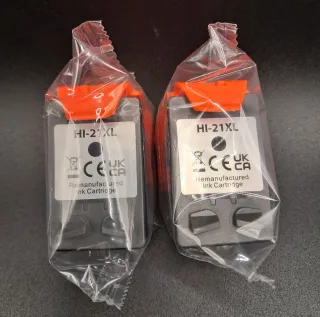 HI-21XL
CE UK
CA
Remanufactured
Ink Cartridge
HI-21XL
CE UK
CA
Remanufactured
Ink Cartridge